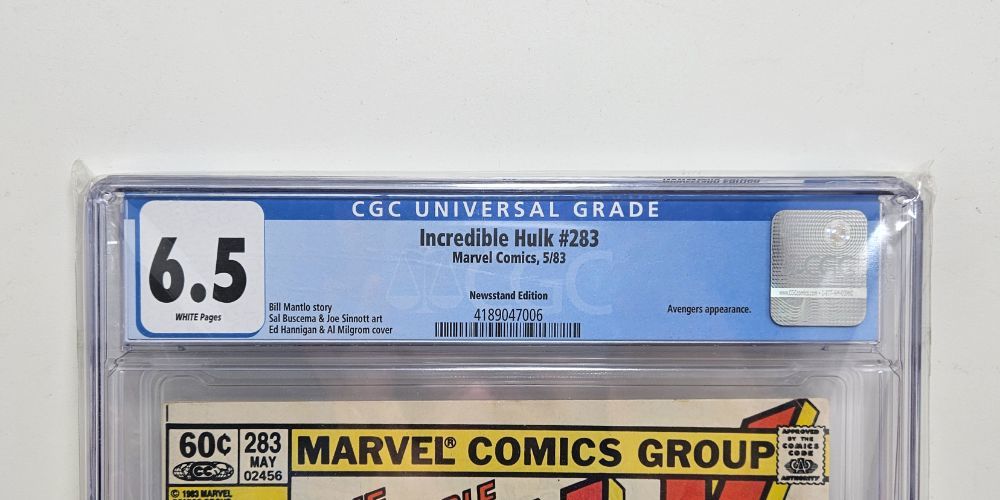 CGC UNIVERSAL GRADE
6.5
WHITE Pages
Incredible Hulk #283
Marvel Comics, 5/83
Newsstand Edition
4189047006
Bill Mantlo story
Sal Buscema & Joe Sinnott art
Ed Hannigan & Al Milgrom cover
Avengers appearance.
CGC
60¢
CC
283
MAY
02456
MARVEL® COMICS GROUP
APPROVED
BY THE
COMICS
CODE
AUTHORITY
© 1983 MARVEL